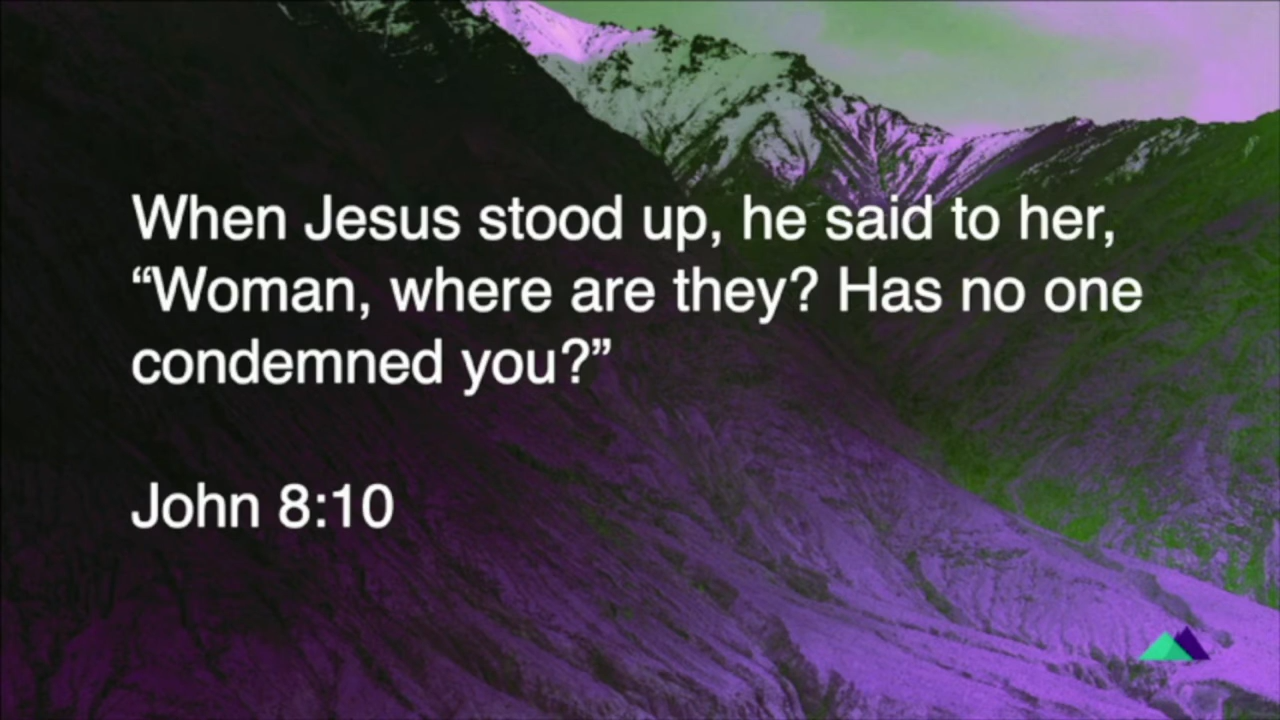 When Jesus stood up, he said to her,
“Woman, where are they? Has no one
condemned you?”
John 8:10